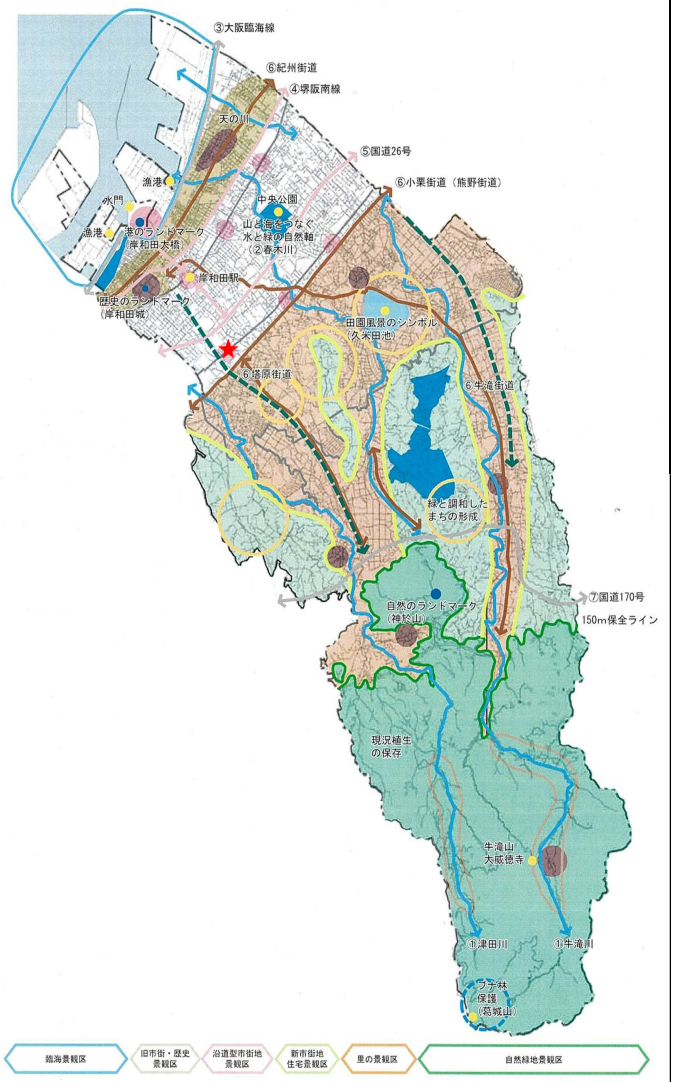 ③大阪臨海線
⑥紀州街道
④堺阪南線
天の川
⑤国道26号
漁港
⑥小栗街道（熊野街道）
水門
中央公園
漁港
港のランドマーク
（岸和田大橋）
山と海をつなぐ
水と緑の自然軸
（②春木川）
岸和田駅
歴史のランドマーク
（岸和田城）
田園風景のシンボル
（久米田池）
6塔原街道
6牛滝街道
緑と調和した
まちの形成
⑦国道170号
自然のランドマーク
（神於山）
150m保全ライン
現況植生
の保存
牛滝山
大威徳寺
①津田川
①牛滝川
ブナ林
保護
（葛城山）
臨海景観区
旧市街・歴史
景観区
沿道型市街地
景観区
新市街地
住宅景観区
里の景観区
自然緑地景観区